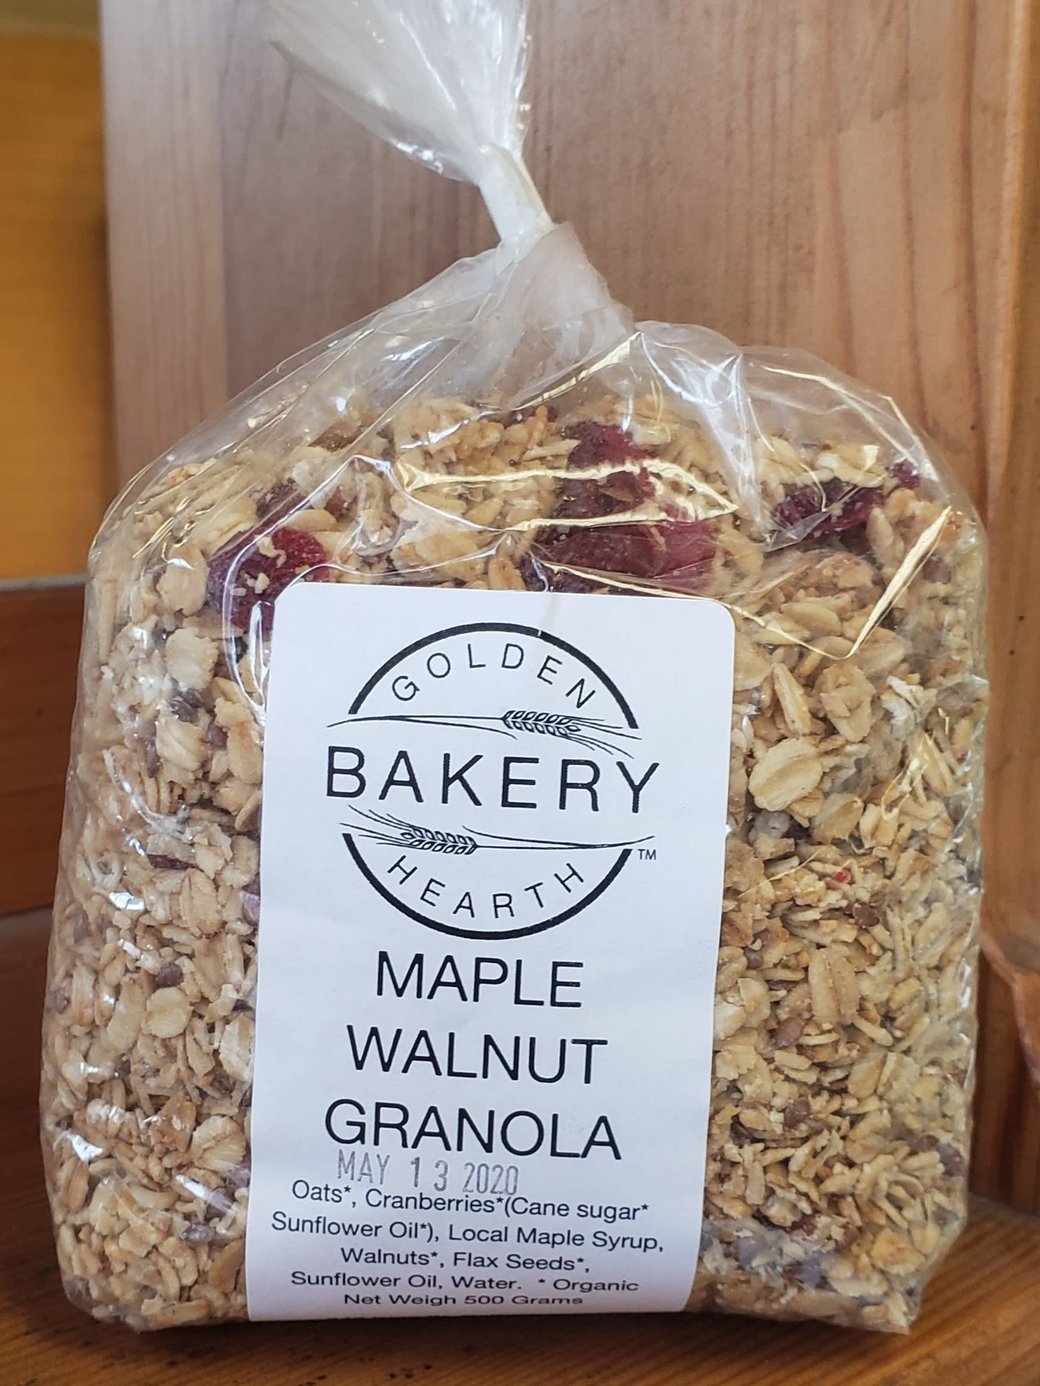 GOLDEN
BAKERY
HEARTH
TM
MAPLE
WALNUT
GRANOLA
MAY 13 2020
Oats*, Cranberries*(Cane sugar*
Sunflower Oil*), Local Maple Syrup,
Walnuts*, Flax Seeds*,
Sunflower Oil, Water. * Organic
Net Weigh 500 Grams